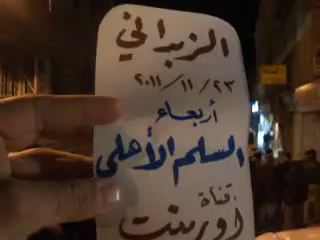 الزبداني
٢٠١١/١١/٢٣
أربعاء
السلم الأهلي
قناة
أورينت